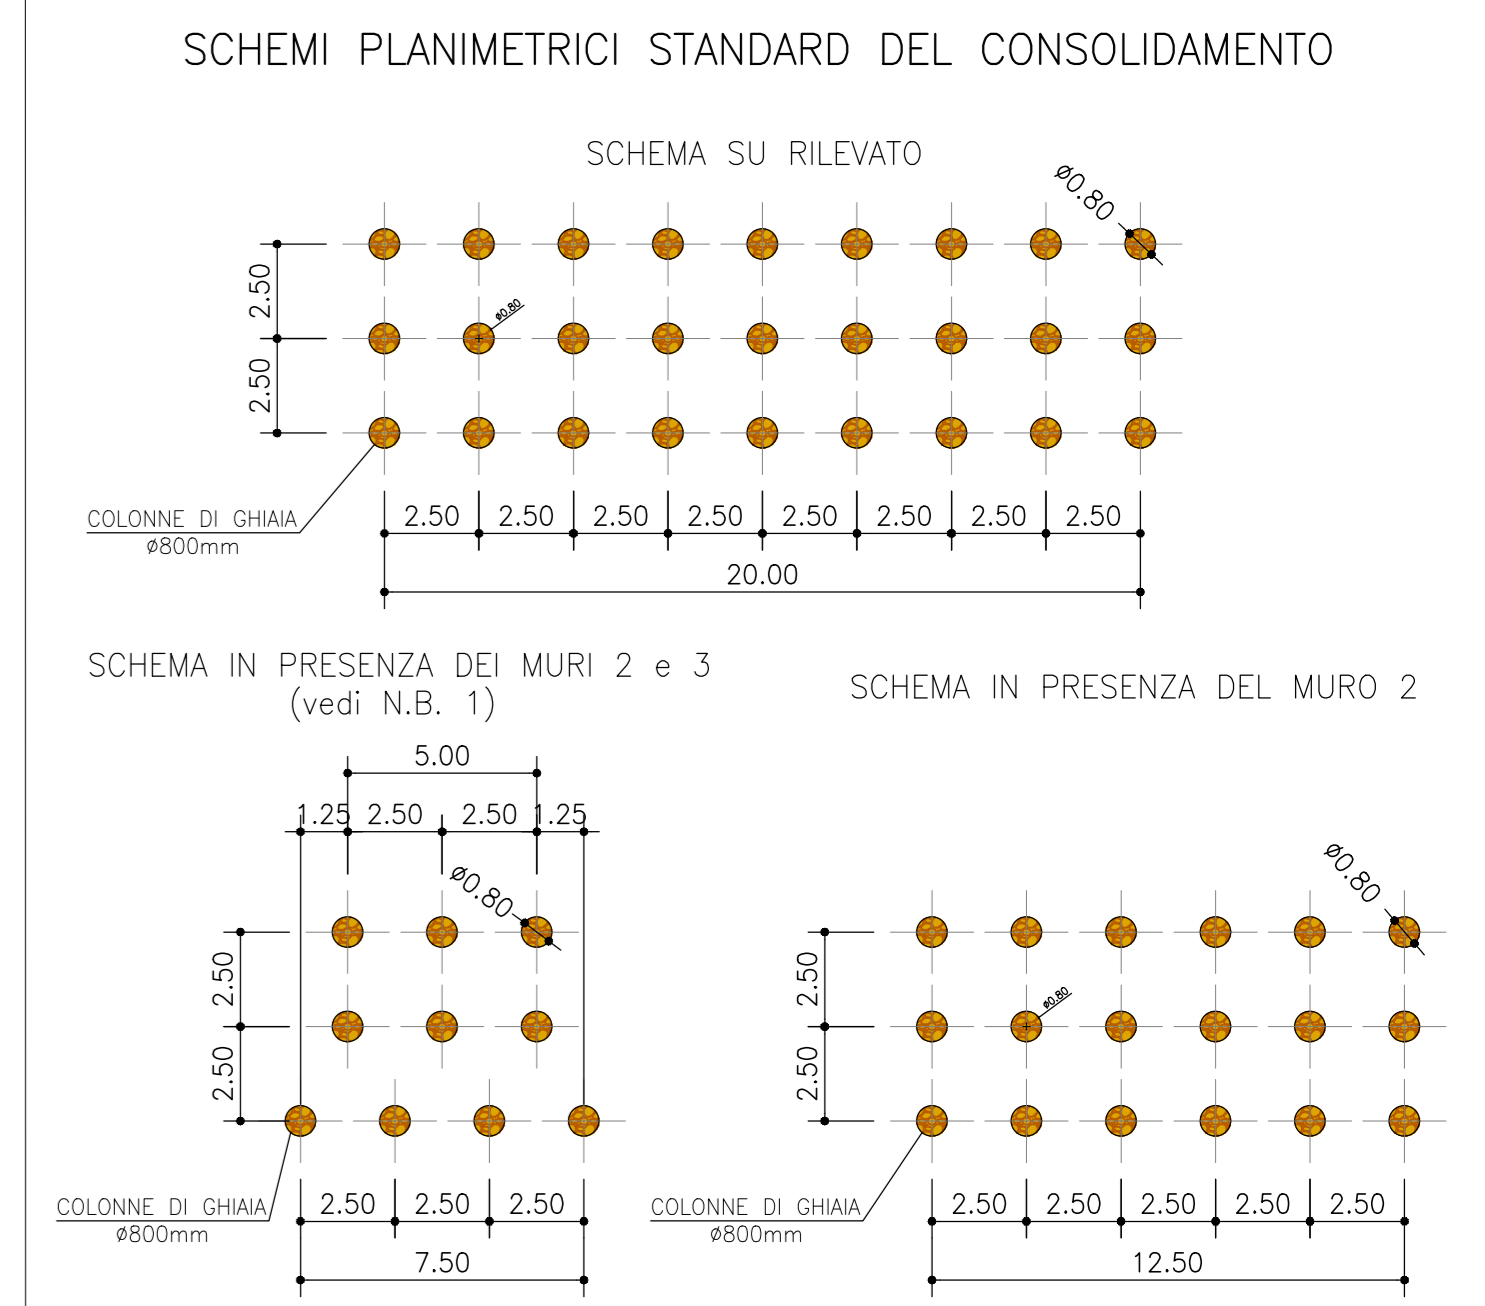 SCHEMI PLANIMETRICI STANDARD DEL CONSOLIDAMENTO
SCHEMA SU RILEVATO
ø0.80
2.50
ø0.80
2.50
COLONNE DI GHIAIA
ø800mm
2.50 2.50 2.50 2.50 2.50 2.50 2.50 2.50
20.00
SCHEMA IN PRESENZA DEI MURI 2 e 3
(vedi N.B. 1)
5.00
1.25 2.50 2.50 1.25
ø0.80
2.50
2.50
COLONNE DI GHIAIA
ø800mm
2.50 2.50 2.50
7.50
SCHEMA IN PRESENZA DEL MURO 2
ø0.80
2.50
ø0.80
2.50
COLONNE DI GHIAIA
ø800mm
2.50 2.50 2.50 2.50 2.50
12.50